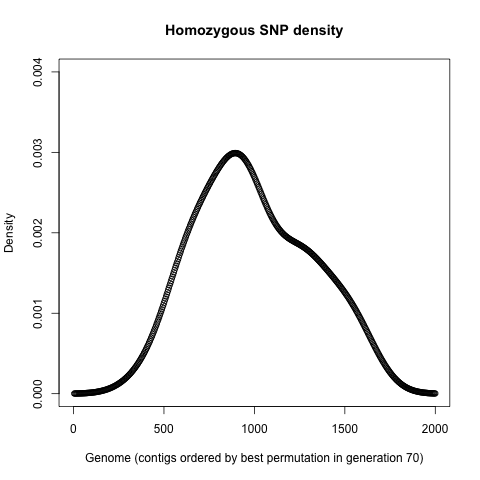 Homozygous SNP density
Density
0.004
0.003
0.002
0.001
0.000
0 500 1000 1500 2000
Genome (contigs ordered by best permutation in generation 70)